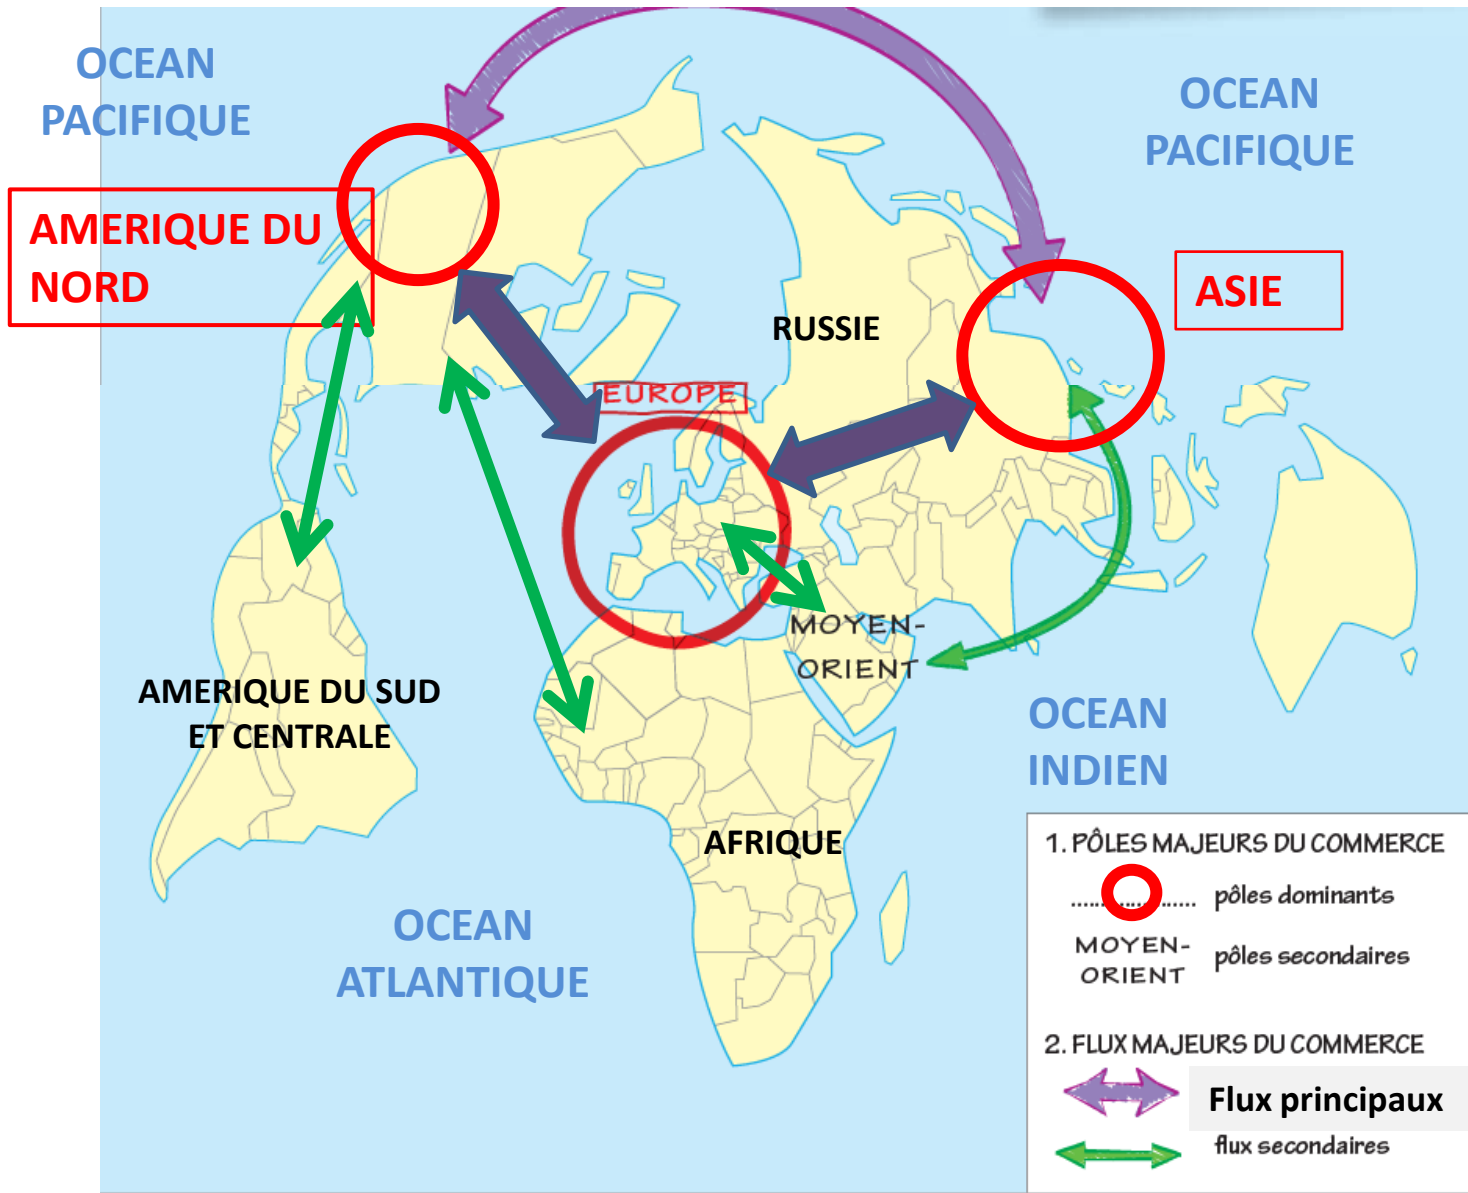 OCEAN
PACIFIQUE
OCEAN
PACIFIQUE
AMERIQUE DU
NORD
ASIE
RUSSIE
EUROPE
MOYEN-
ORIENT
AMERIQUE DU SUD
ET CENTRALE
OCEAN
INDIEN
AFRIQUE
OCEAN
ATLANTIQUE
1. PÔLES MAJEURS DU COMMERCE
pôles dominants
MOYEN-
ORIENT
pôles secondaires
2. FLUX MAJEURS DU COMMERCE
Flux principaux
flux secondaires